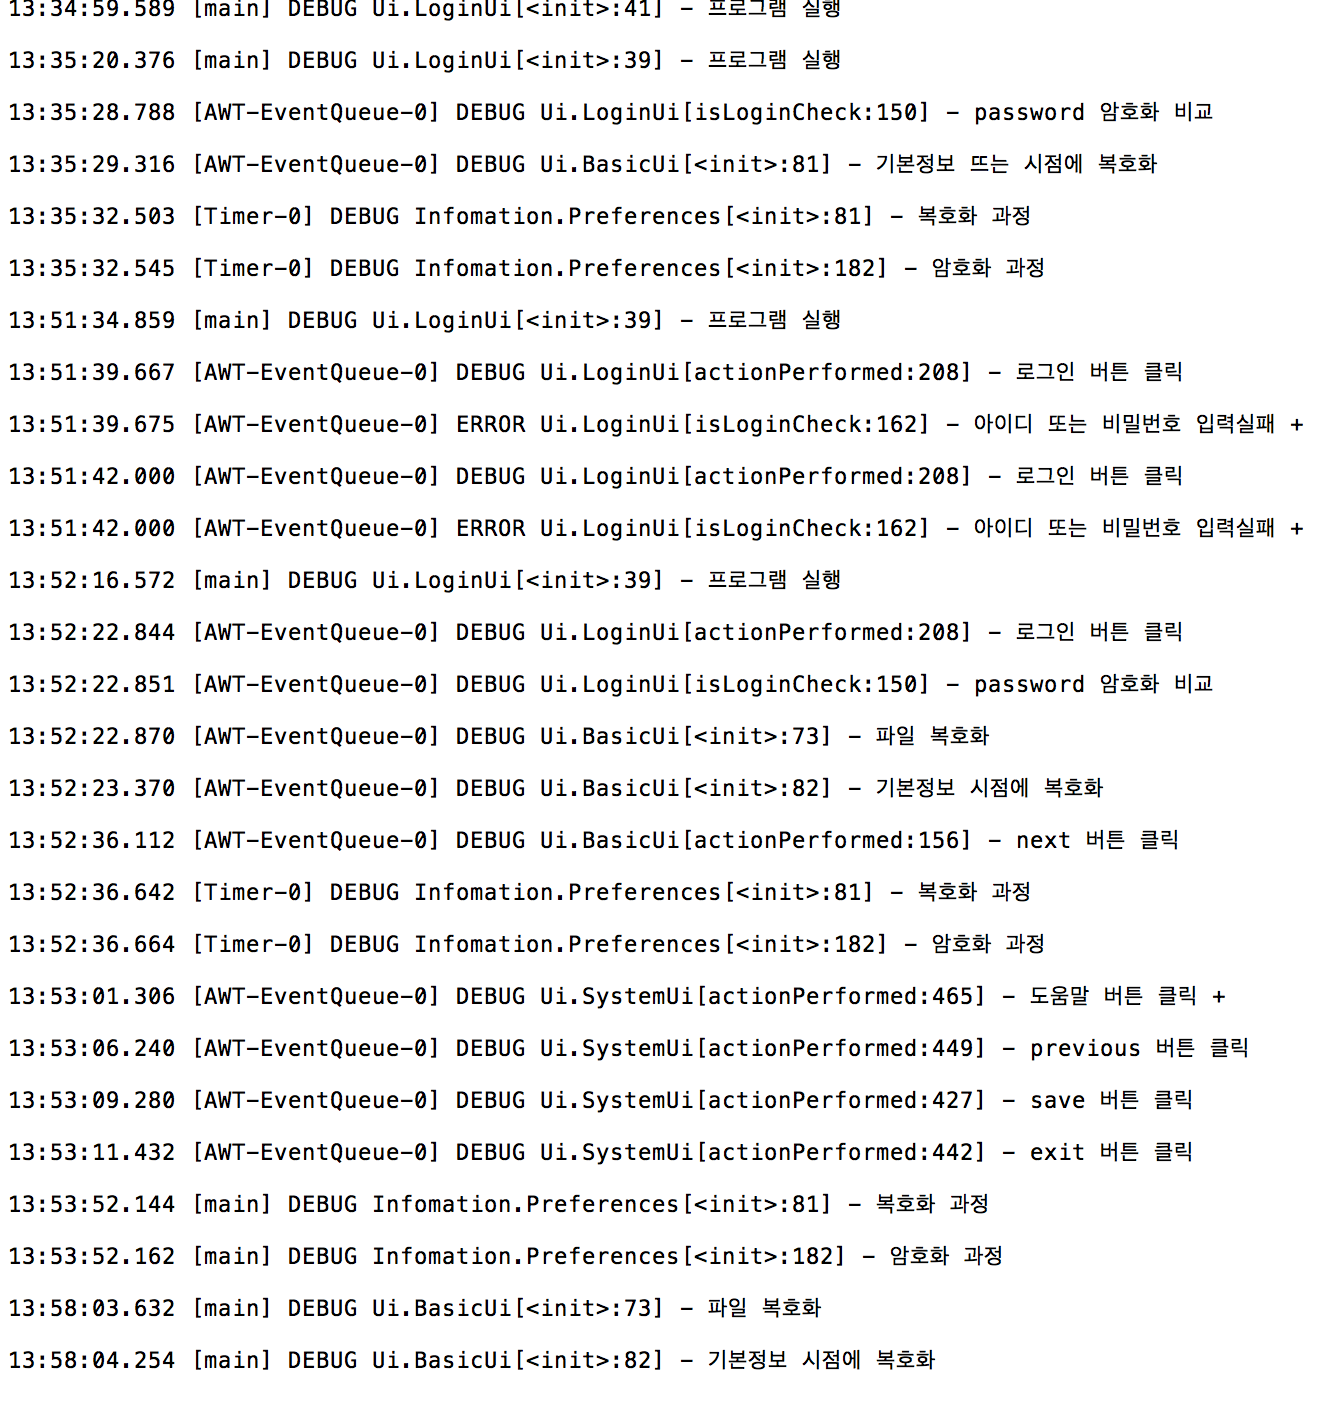 13:34:59.589 [main] DEBUG Ui.LoginUi[<init>:41] - 프로그램 실행
13:35:20.376 [main] DEBUG Ui.LoginUi[<init>:39] - 프로그램 실행
13:35:28.788 [AWT-EventQueue-0] DEBUG Ui.LoginUi[isLoginCheck:150] - password 암호화 비교
13:35:29.316 [AWT-EventQueue-0] DEBUG Ui.BasicUi[<init>:81] - 기본정보 뜨는 시점에 복호화
13:35:32.503 [Timer-0] DEBUG Infomation.Preferences[<init>:81] - 복호화 과정
13:35:32.545 [Timer-0] DEBUG Infomation.Preferences[<init>:182] - 암호화 과정
13:51:34.859 [main] DEBUG Ui.LoginUi[<init>:39] - 프로그램 실행
13:51:39.667 [AWT-EventQueue-0] DEBUG Ui.LoginUi[actionPerformed:208] - 로그인 버튼 클릭
13:51:39.675 [AWT-EventQueue-0] ERROR Ui.LoginUi[isLoginCheck:162] - 아이디 또는 비밀번호 입력실패 +
13:51:42.000 [AWT-EventQueue-0] DEBUG Ui.LoginUi[actionPerformed:208] - 로그인 버튼 클릭
13:51:42.000 [AWT-EventQueue-0] ERROR Ui.LoginUi[isLoginCheck:162] - 아이디 또는 비밀번호 입력실패 +
13:52:16.572 [main] DEBUG Ui.LoginUi[<init>:39] - 프로그램 실행
13:52:22.844 [AWT-EventQueue-0] DEBUG Ui.LoginUi[actionPerformed:208] - 로그인 버튼 클릭
13:52:22.851 [AWT-EventQueue-0] DEBUG Ui.LoginUi[isLoginCheck:150] - password 암호화 비교
13:52:22.870 [AWT-EventQueue-0] DEBUG Ui.BasicUi[<init>:73] - 파일 복호화
13:52:23.370 [AWT-EventQueue-0] DEBUG Ui.BasicUi[<init>:82] - 기본정보 시점에 복호화
13:52:36.112 [AWT-EventQueue-0] DEBUG Ui.BasicUi[actionPerformed:156] - next 버튼 클릭
13:52:36.642 [Timer-0] DEBUG Infomation.Preferences[<init>:81] - 복호화 과정
13:52:36.664 [Timer-0] DEBUG Infomation.Preferences[<init>:182] - 암호화 과정
13:53:01.306 [AWT-EventQueue-0] DEBUG Ui.SystemUi[actionPerformed:465] - 도움말 버튼 클릭 +
13:53:06.240 [AWT-EventQueue-0] DEBUG Ui.SystemUi[actionPerformed:449] - previous 버튼 클릭
13:53:09.280 [AWT-EventQueue-0] DEBUG Ui.SystemUi[actionPerformed:427] - save 버튼 클릭
13:53:11.432 [AWT-EventQueue-0] DEBUG Ui.SystemUi[actionPerformed:442] - exit 버튼 클릭
13:53:52.144 [main] DEBUG Infomation.Preferences[<init>:81] - 복호화 과정
13:53:52.162 [main] DEBUG Infomation.Preferences[<init>:182] - 암호화 과정
13:58:03.632 [main] DEBUG Ui.BasicUi[<init>:73] - 파일 복호화
13:58:04.254 [main] DEBUG Ui.BasicUi[<init>:82] - 기본정보 시점에 복호화